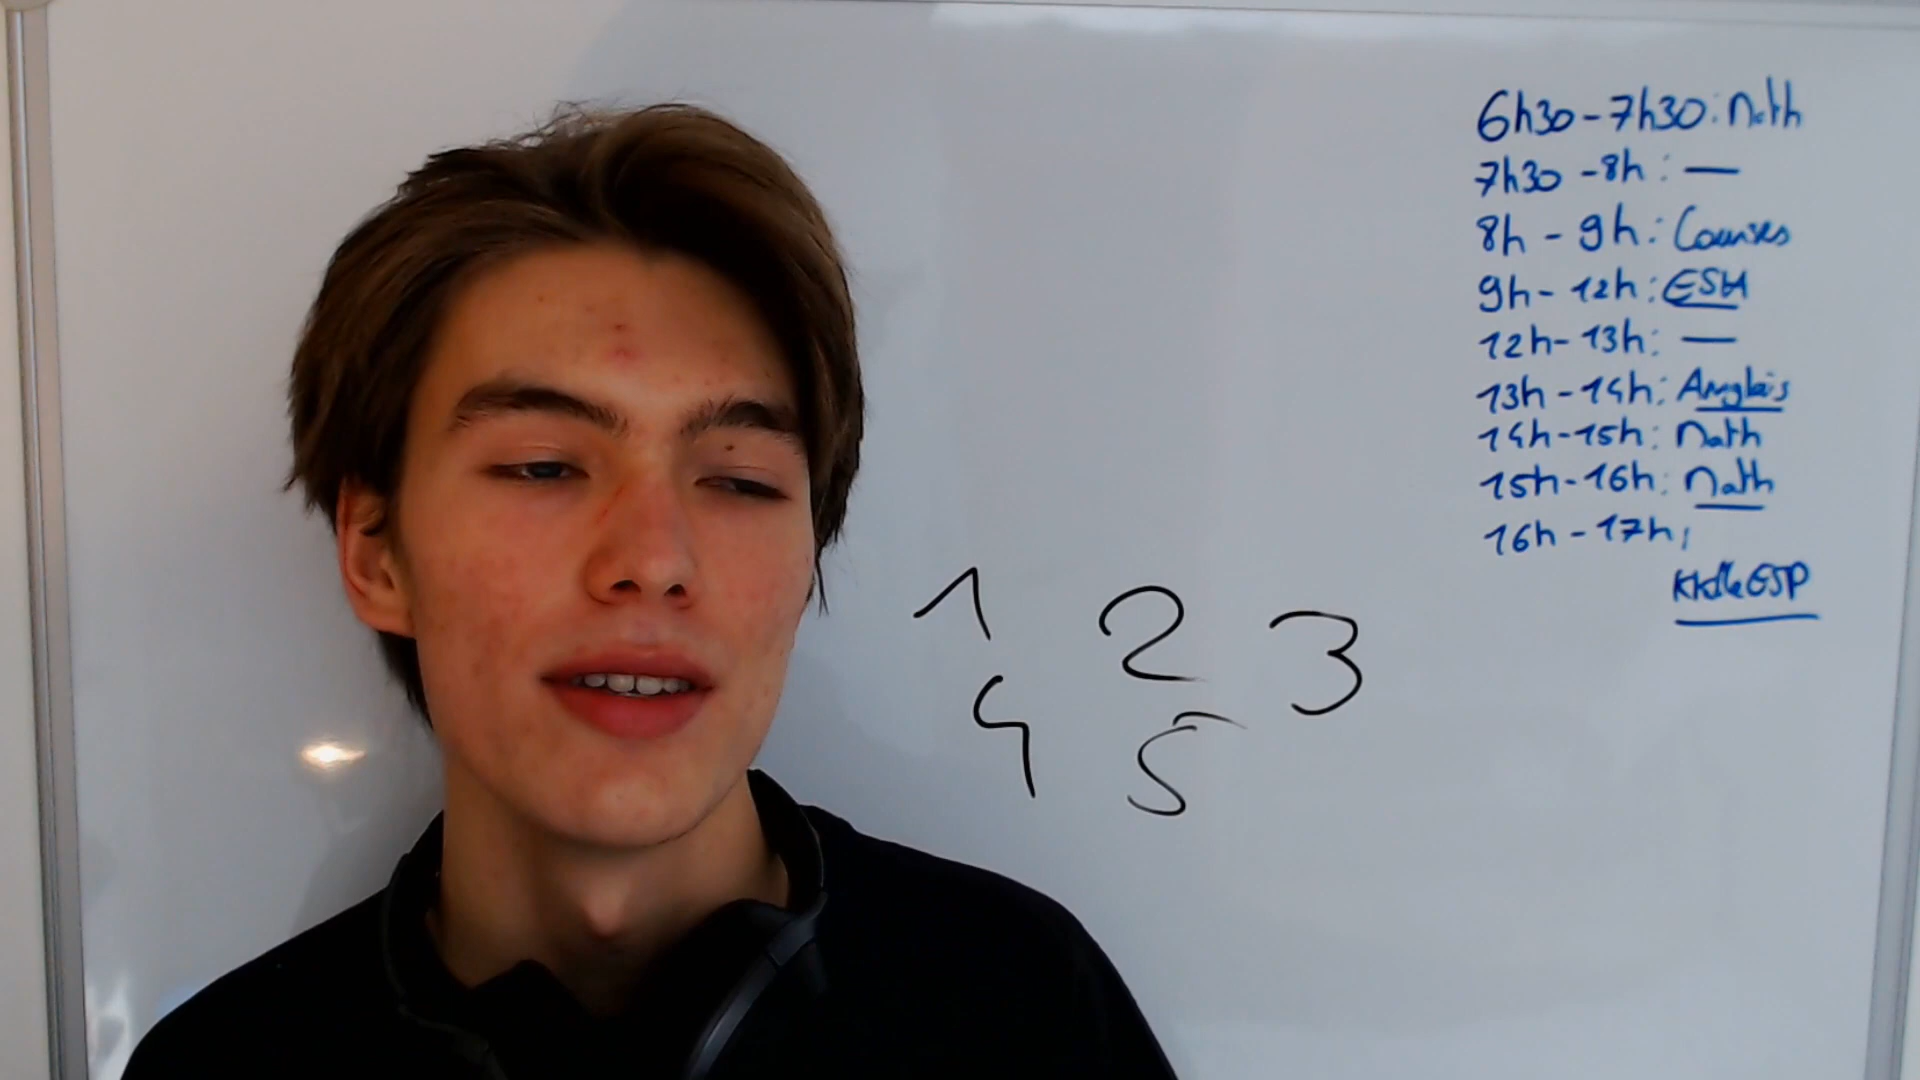 6h30-7h30: Math
7h30-8h: —
8h-9h: Courses
9h-12h: ESH
12h-13h: —
13h-14h: Anglais
14h-15h: Math
15h-16h: Math
16h-17h:
1 2 3
4 5